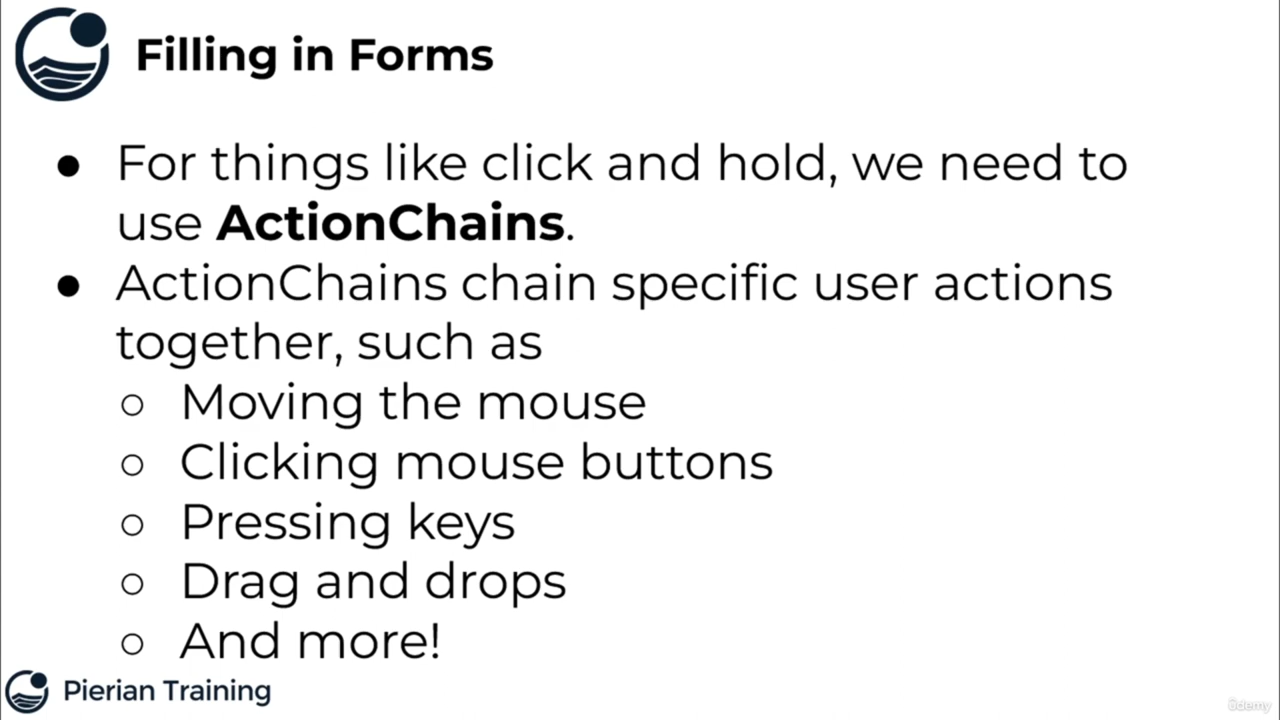 Filling in Forms
● For things like click and hold, we need to
use ActionChains.
● ActionChains chain specific user actions
together, such as
○ Moving the mouse
○ Clicking mouse buttons
○ Pressing keys
○ Drag and drops
○ And more!
Pierian Training
ûdemy